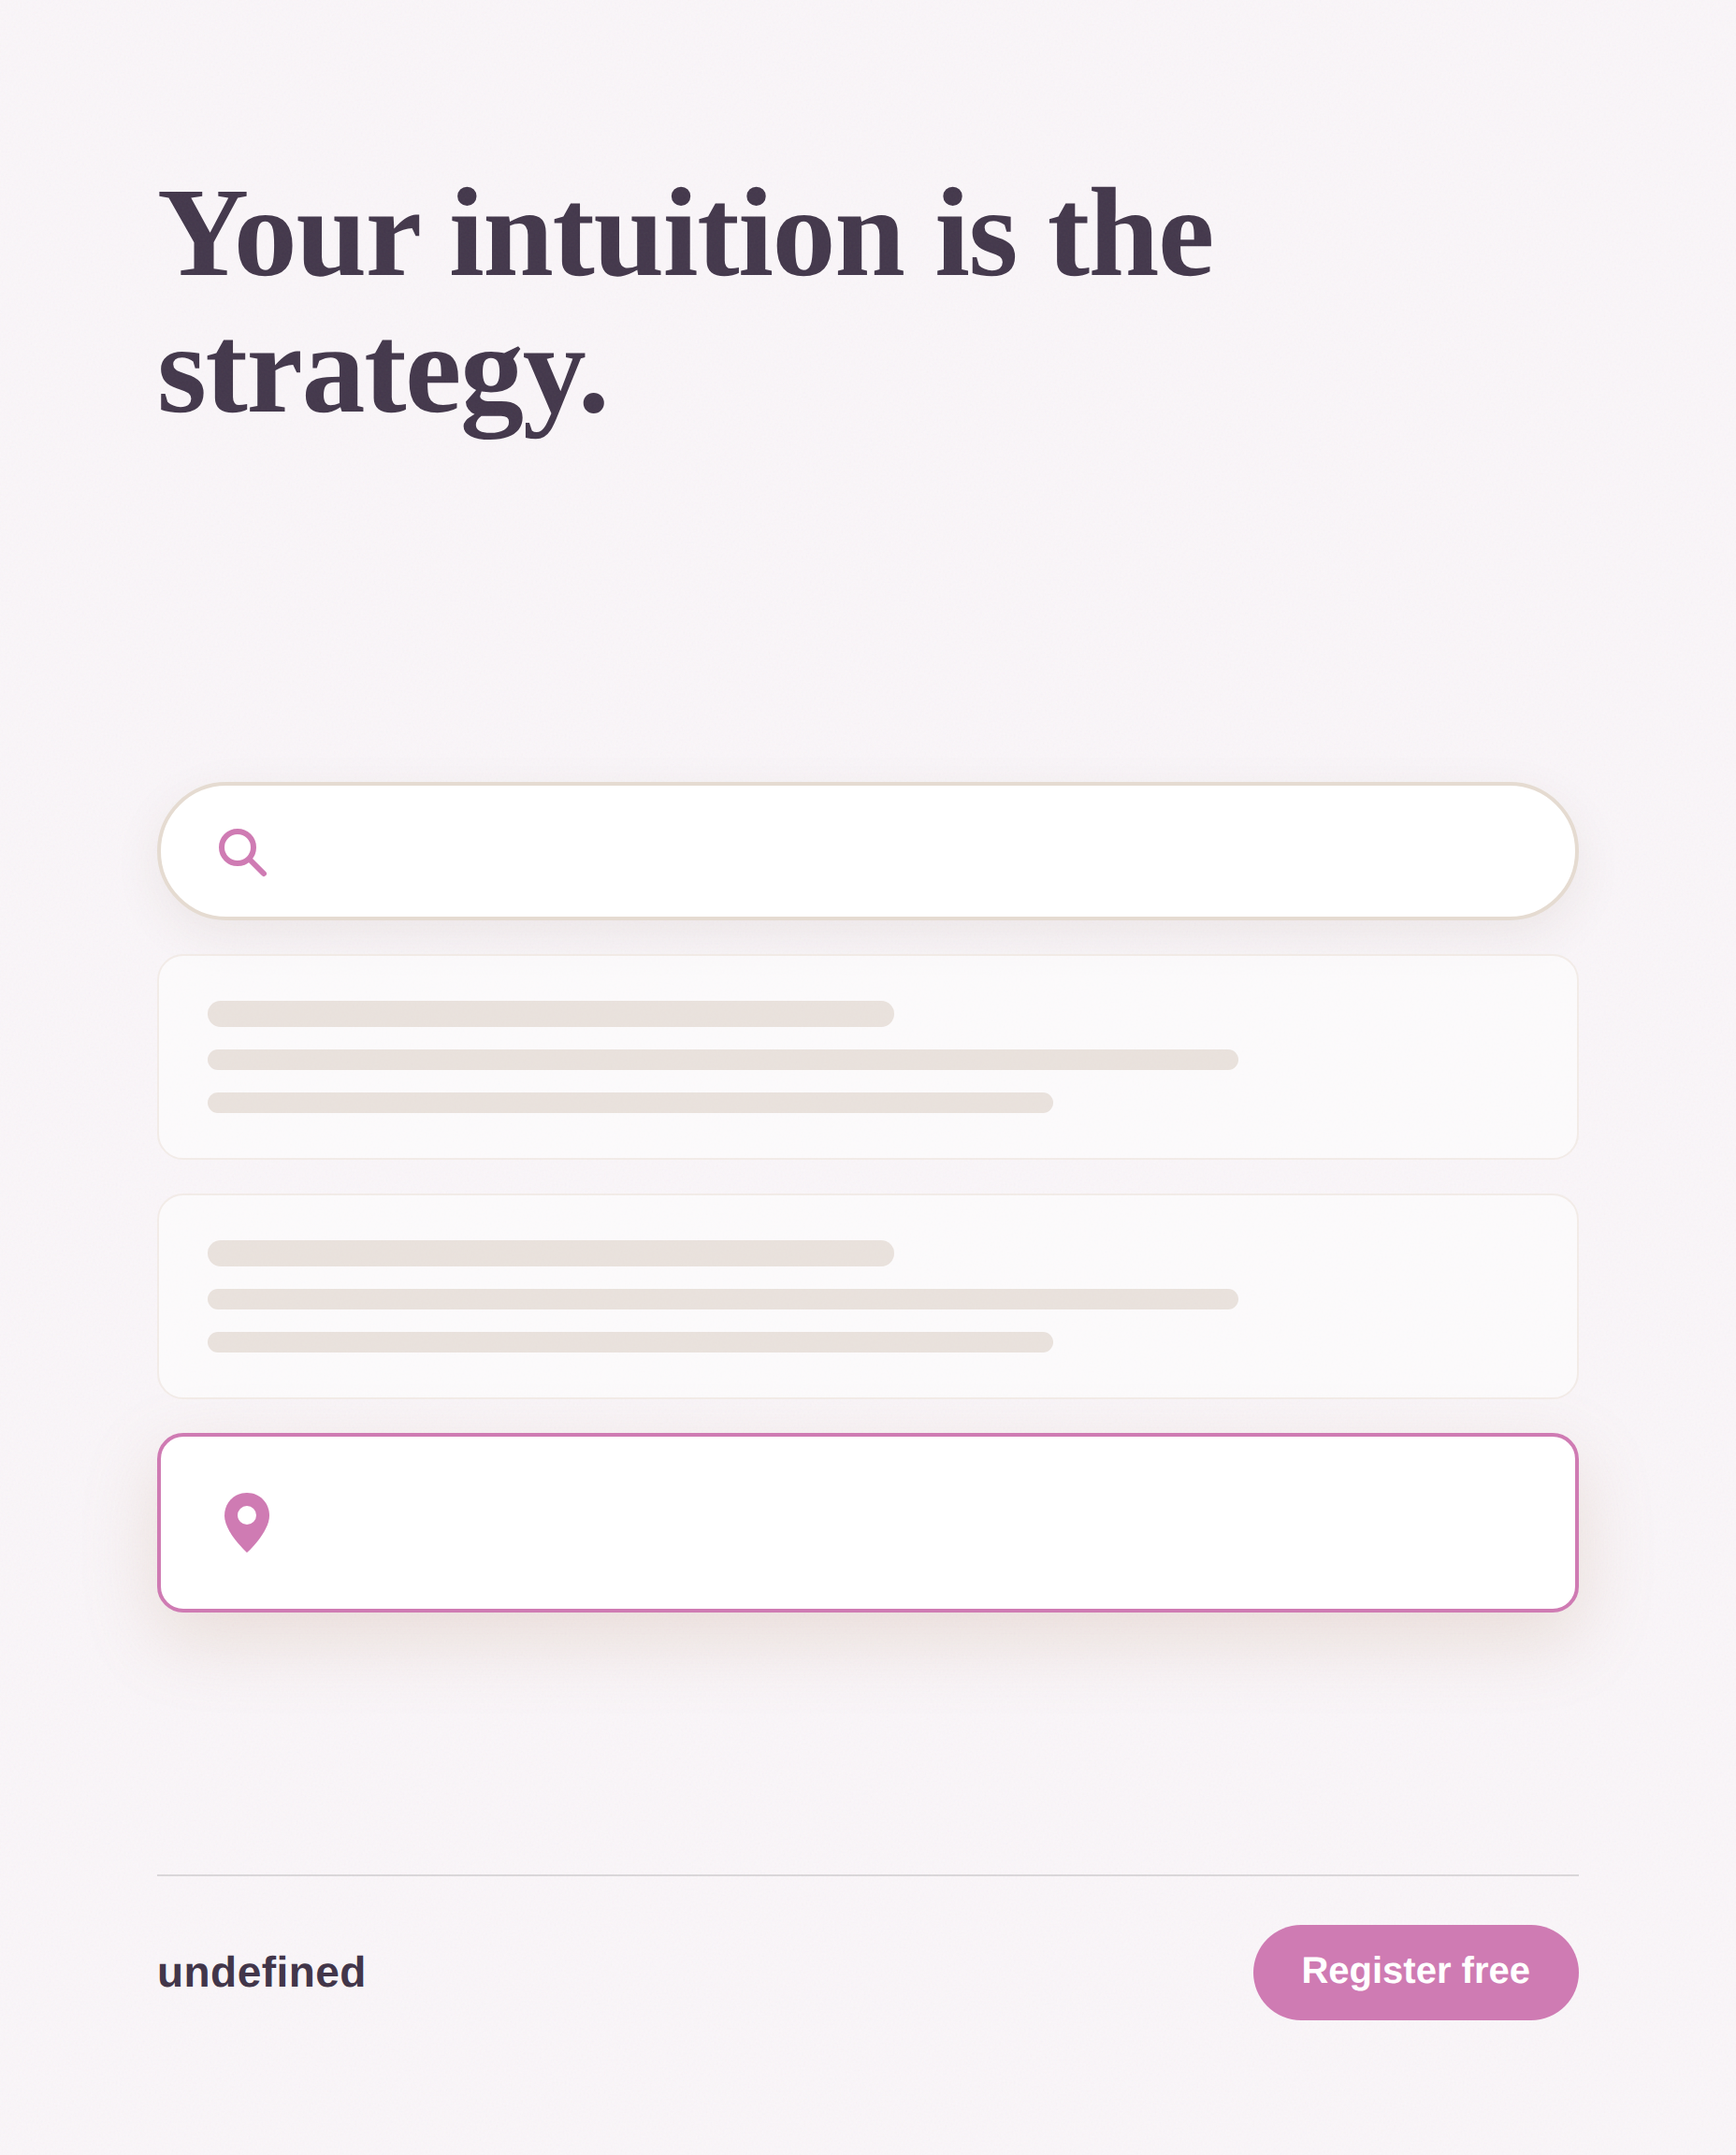 Your intuition is the
strategy.
undefined
Register free